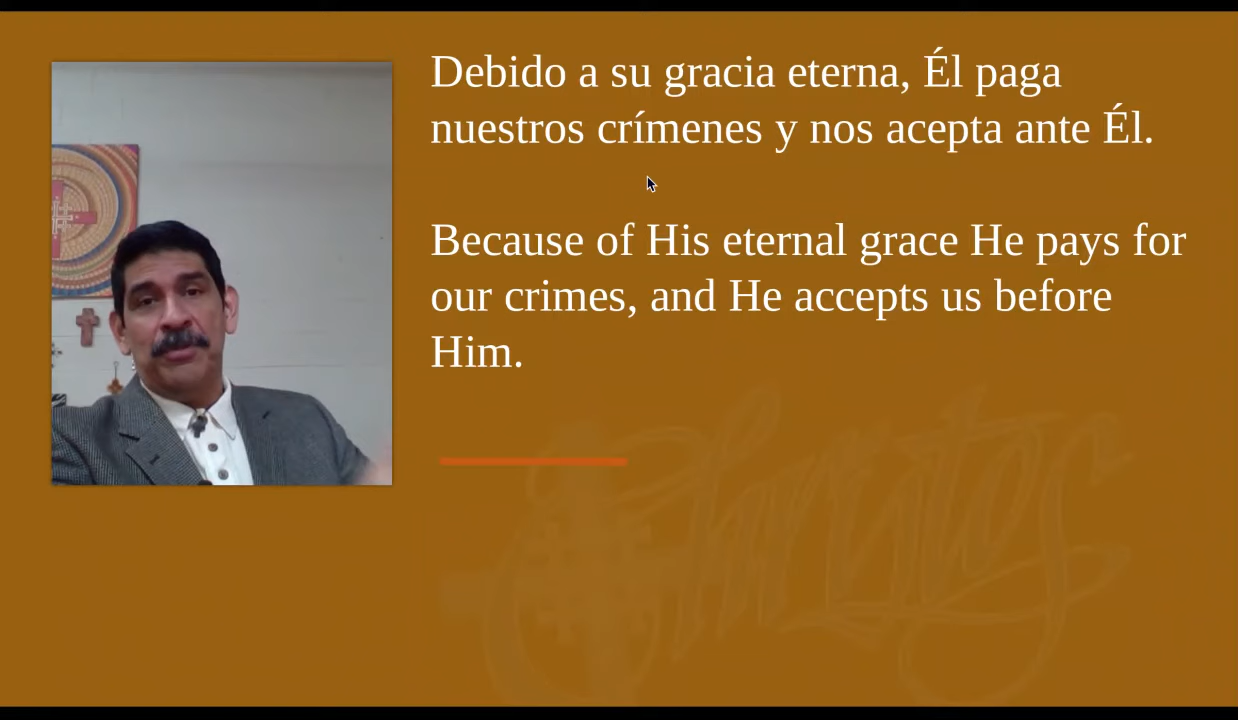 Debido a su gracia eterna, Él paga
nuestros crímenes y nos acepta ante Él.
Because of His eternal grace He pays for
our crimes, and He accepts us before
Him.